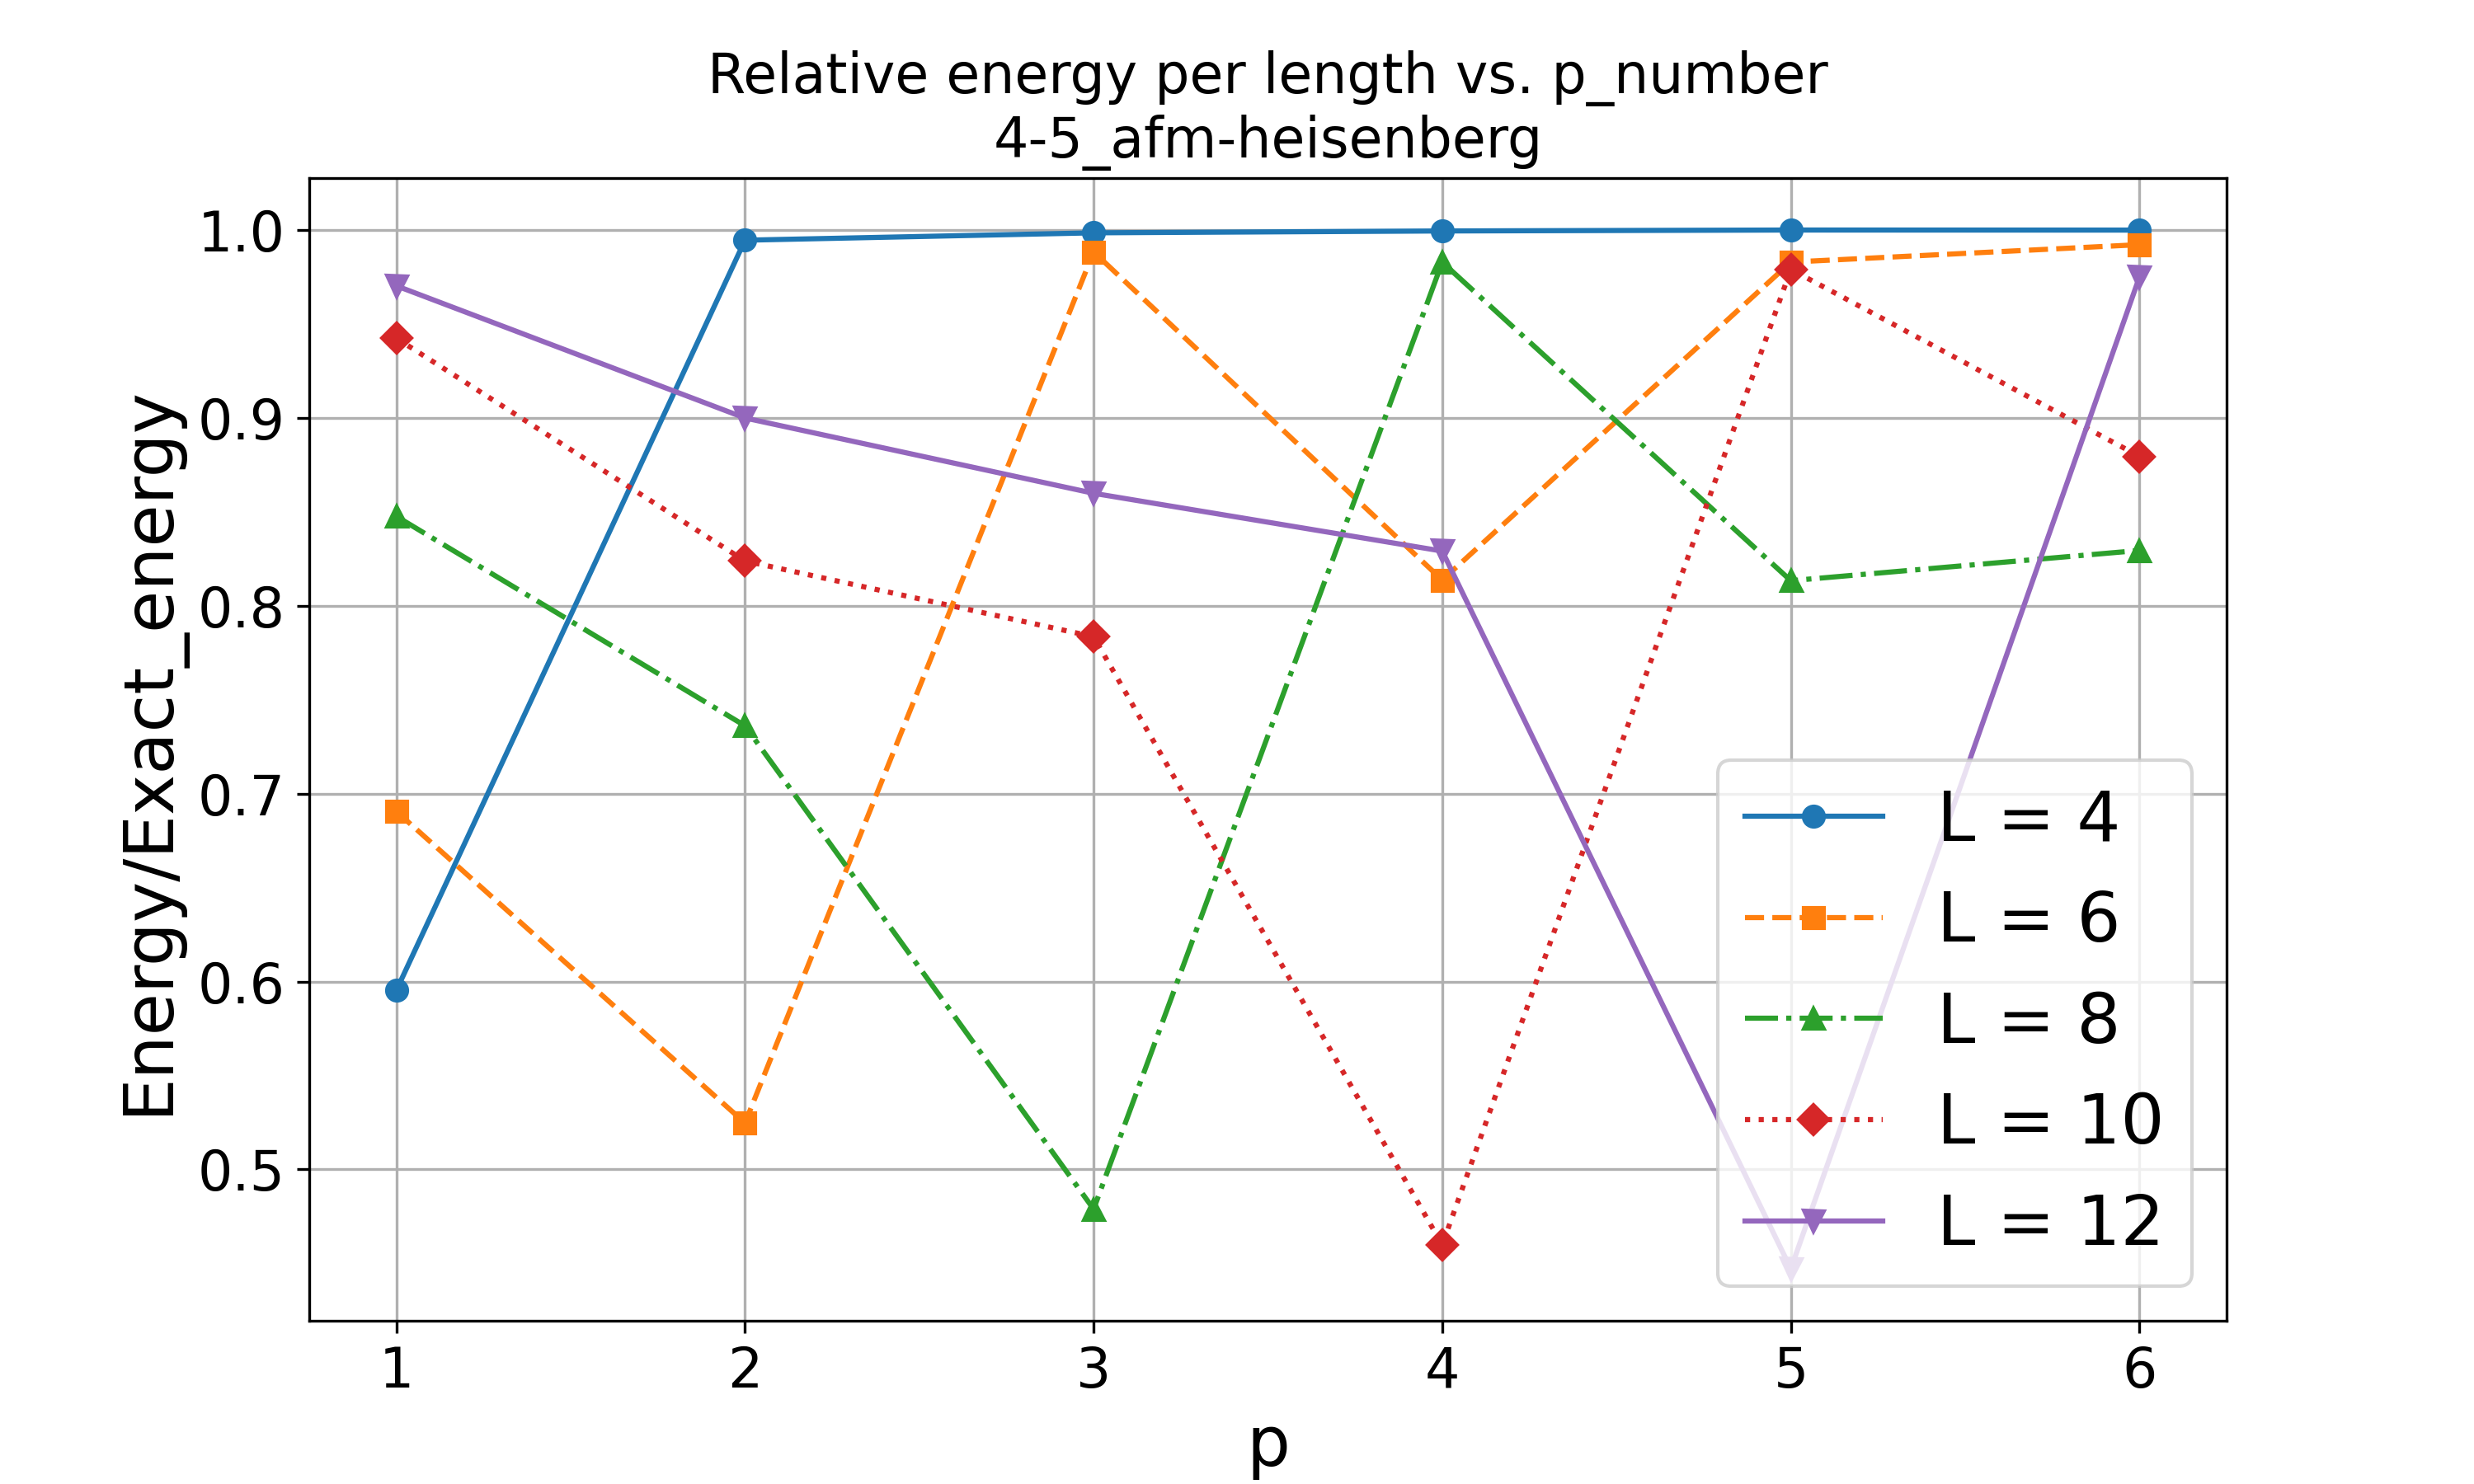 Relative energy per length vs. p_number
4-5_afm-heisenberg
Energy/Exact_energy
1.0
0.9
0.8
0.7
0.6
0.5
L = 4
L = 6
L = 8
L = 10
L = 12
1 2 3 4 5 6
p